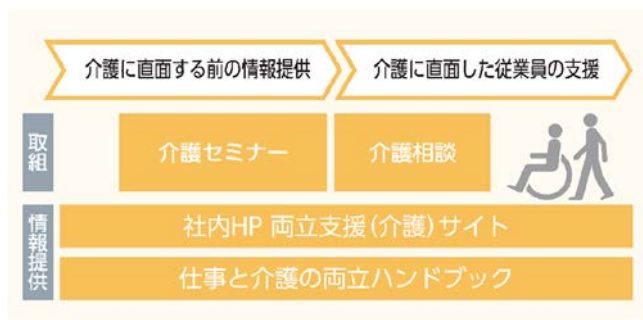 介護に直面する前の情報提供
介護に直面した従業員の支援
取組
介護セミナー
介護相談
情報提供
社内HP 両立支援(介護)サイト
仕事と介護の両立ハンドブック